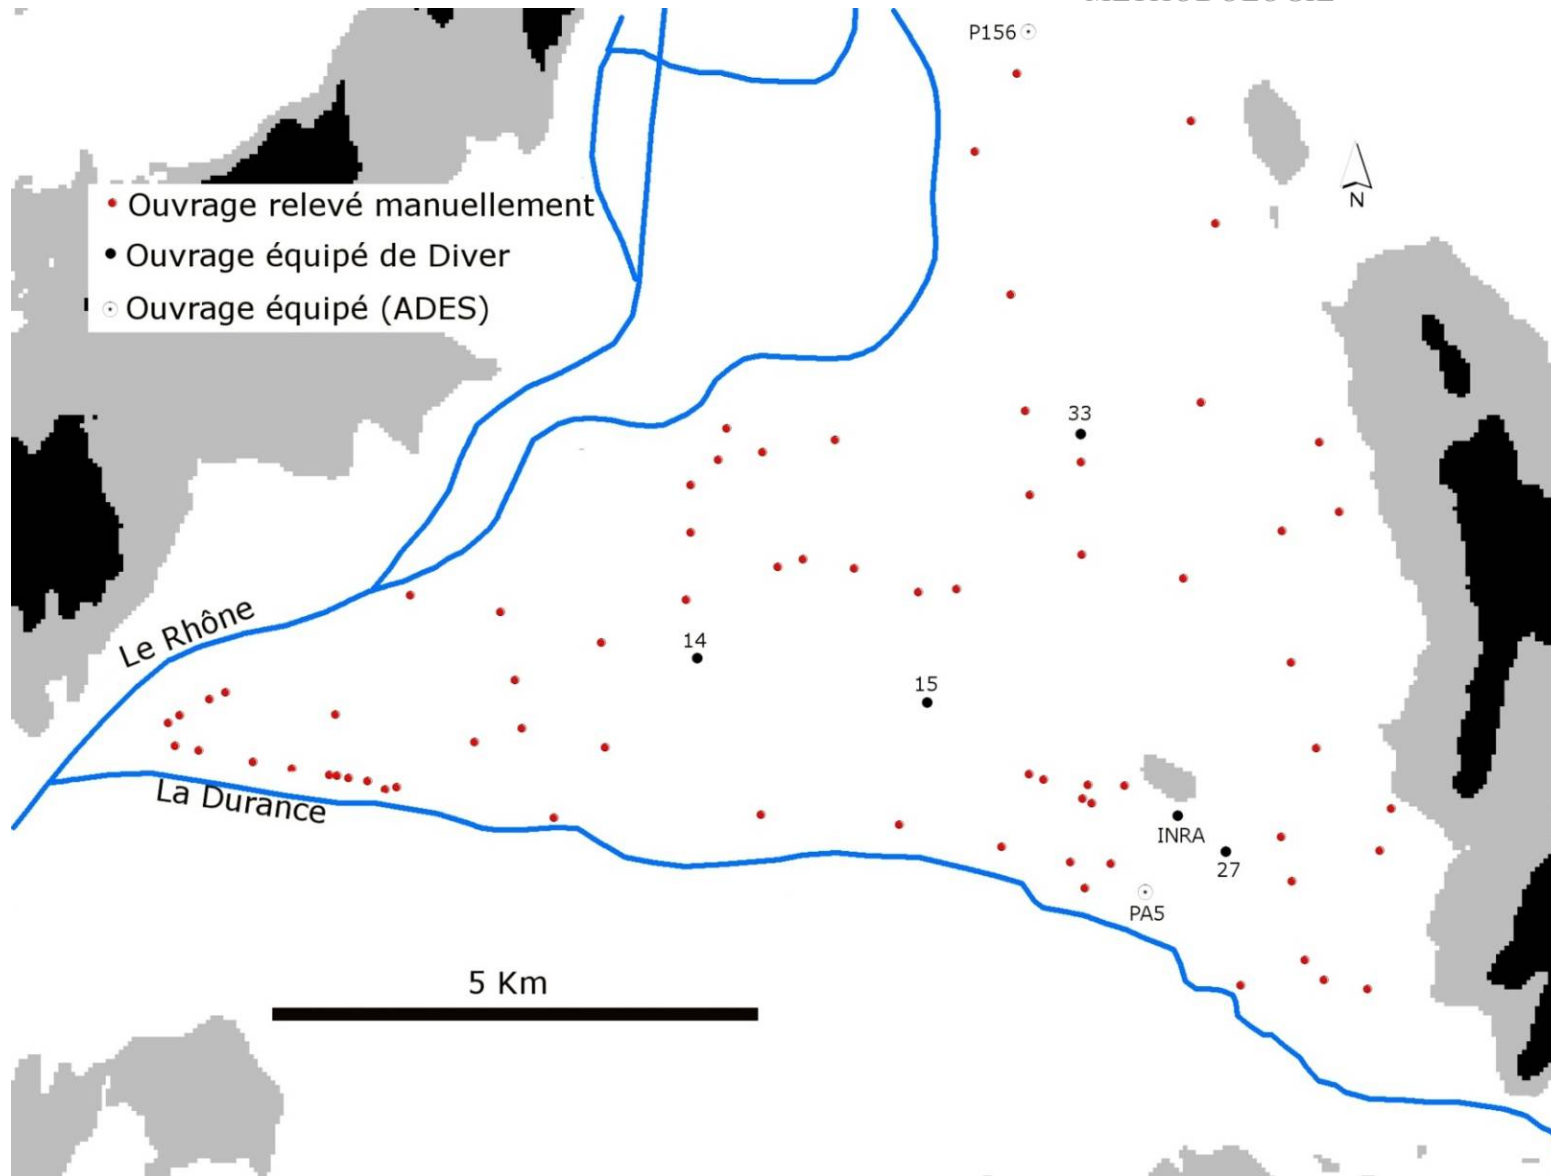 P156
Ouvrage relevé manuellement
Ouvrage équipé de Diver
Ouvrage équipé (ADES)
N
33
14
15
Le Rhône
La Durance
INRA
27
PA5
5 Km